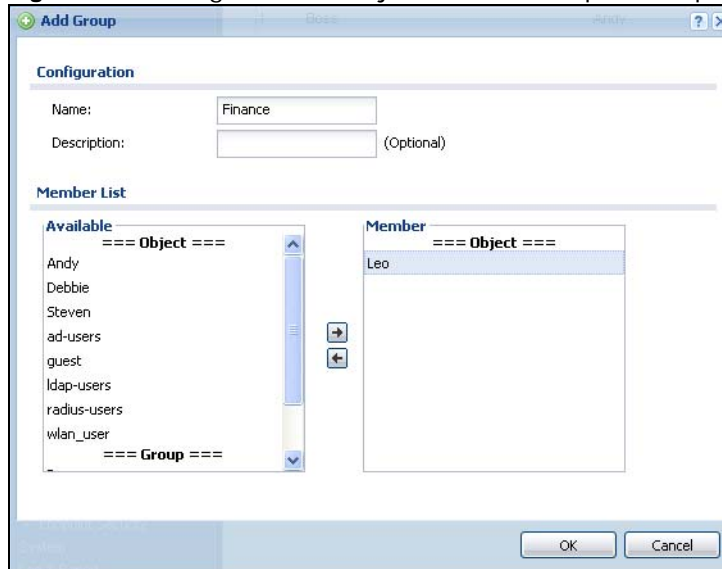 Add Group
Configuration
Name: Finance
Description: (Optional)
Member List
Available
=== Object ===
Andy
Debbie
Steven
ad-users
guest
ldap-users
radius-users
wlan_user
=== Group ===
Member
=== Object ===
Leo
OK Cancel